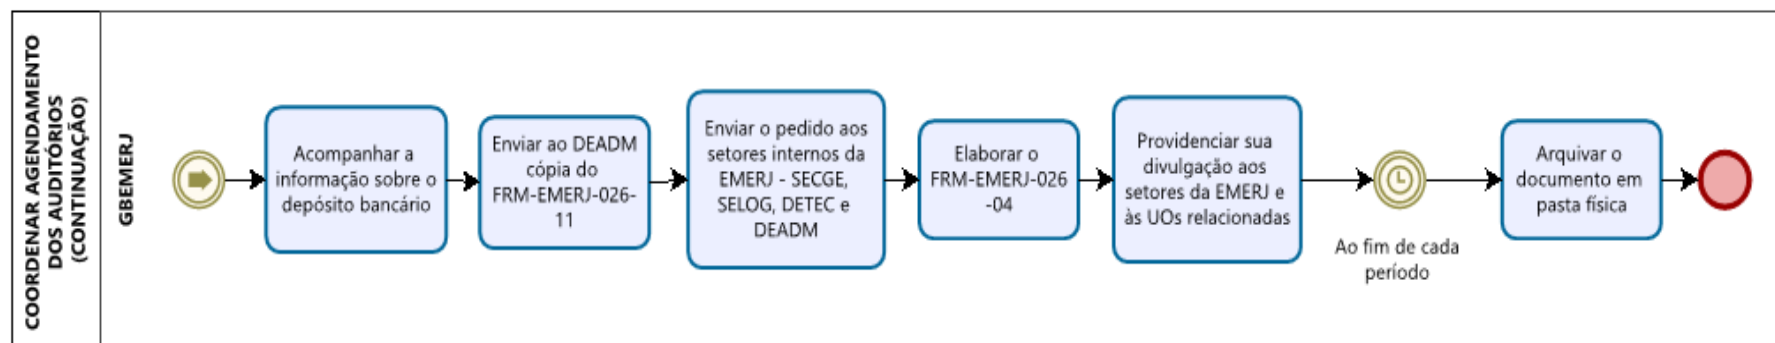 COORDENAR AGENDAMENTO
DOS AUDITÓRIOS
(CONTINUAÇÃO)
GBEMERJ
Acompanhar a
informação sobre o
depósito bancário
Enviar ao DEADM
cópia do
FRM-EMERJ-026-
11
Enviar o pedido aos
setores internos da
EMERJ - SECGE,
SELOG, DETEC e
DEADM
Elaborar o
FRM-EMERJ-026
-04
Providenciar sua
divulgação aos
setores da EMERJ e
às UOs relacionadas
Ao fim de cada
período
Arquivar o
documento em
pasta física